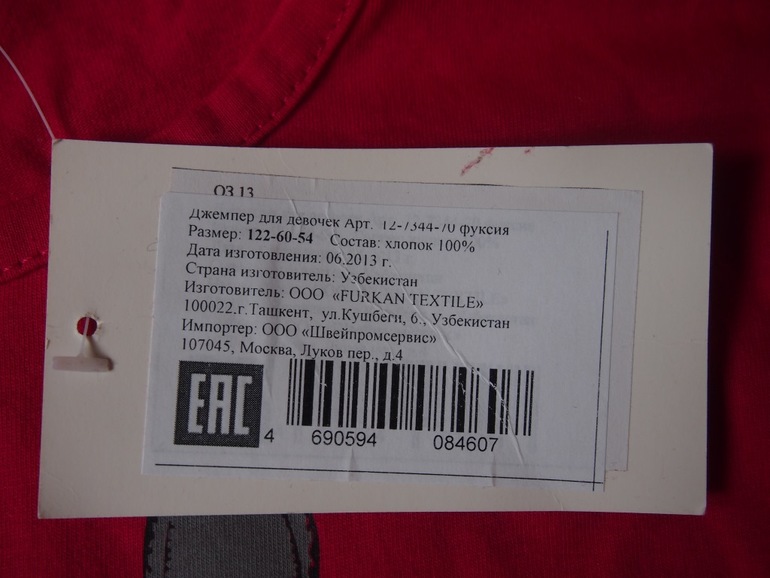 ОЗ 13
Джемпер для девочек Арт. 12-7344-70 фуксия
Размер: 122-60-54 Состав: хлопок 100%
Дата изготовления: 06.2013 г.
Страна изготовитель: Узбекистан
Изготовитель: ООО «FURKAN TEXTILE»
100022.г.Ташкент, ул.Кушбеги, 6., Узбекистан
Импортер: ООО «Швейпромсервис»
107045, Москва, Луков пер., д.4
EAC
4 690594 084607